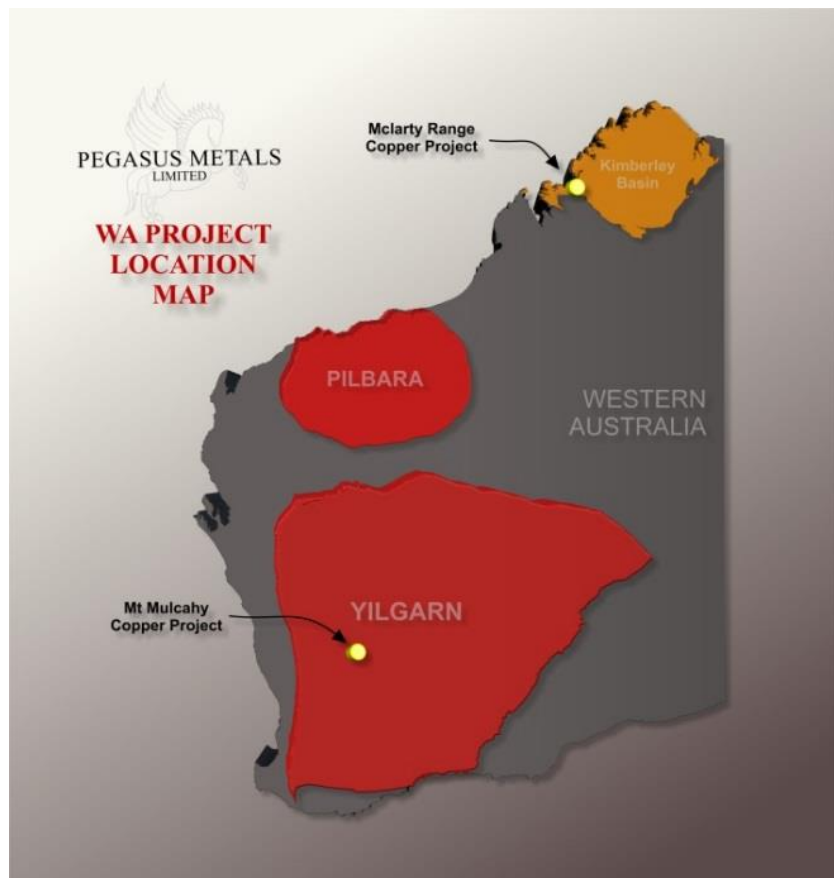 Mclarty Range
Copper Project
Kimberley
Basin
PEGASUS METALS
LIMITED
WA PROJECT
LOCATION
MAP
PILBARA
WESTERN
AUSTRALIA
Mt Mulcahy
Copper Project
YILGARN